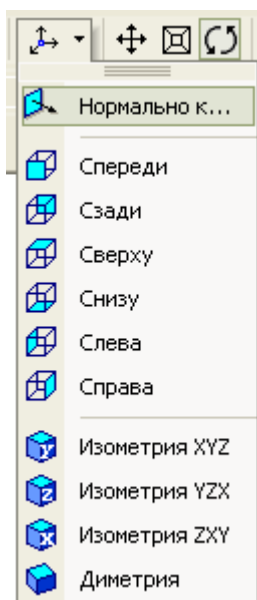 Нормально к...
Спереди
Сзади
Сверху
Снизу
Слева
Справа
Изометрия XYZ
Изометрия YZX
Изометрия ZXY
Диметрия